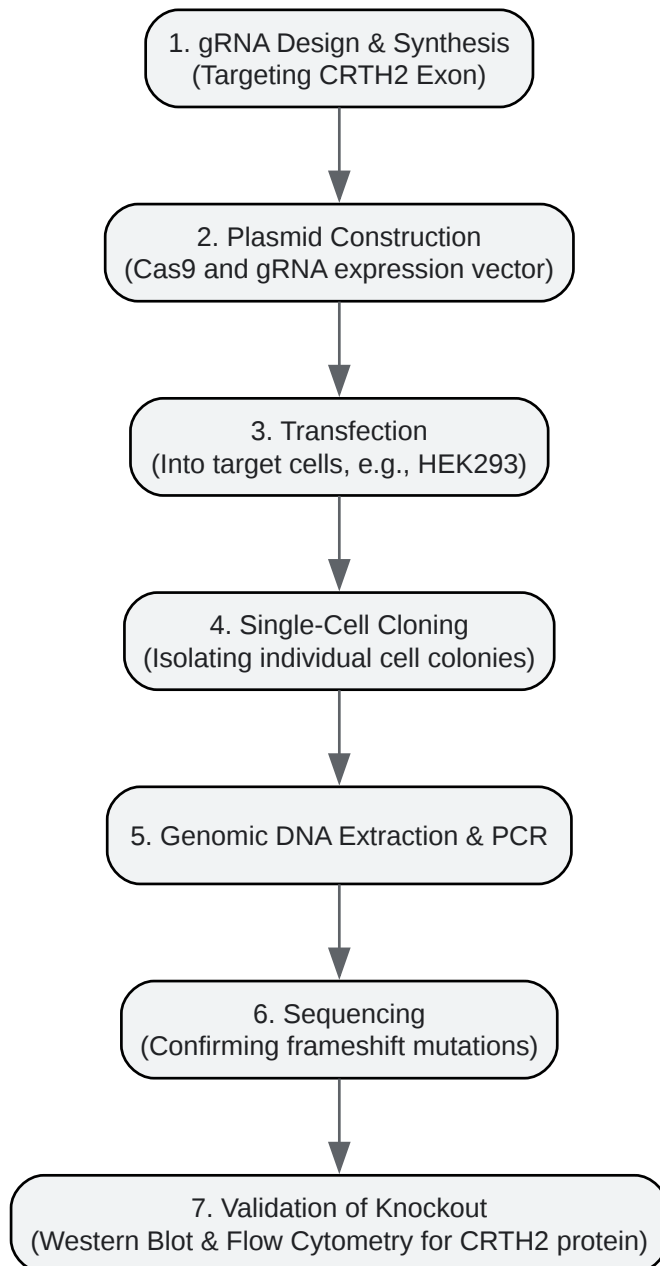 1. gRNA Design & Synthesis
(Targeting CRTH2 Exon)
2. Plasmid Construction
(Cas9 and gRNA expression vector)
3. Transfection
(Into target cells, e.g., HEK293)
4. Single-Cell Cloning
(Isolating individual cell colonies)
5. Genomic DNA Extraction & PCR
6. Sequencing
(Confirming frameshift mutations)
7. Validation of Knockout
(Western Blot & Flow Cytometry for CRTH2 protein)